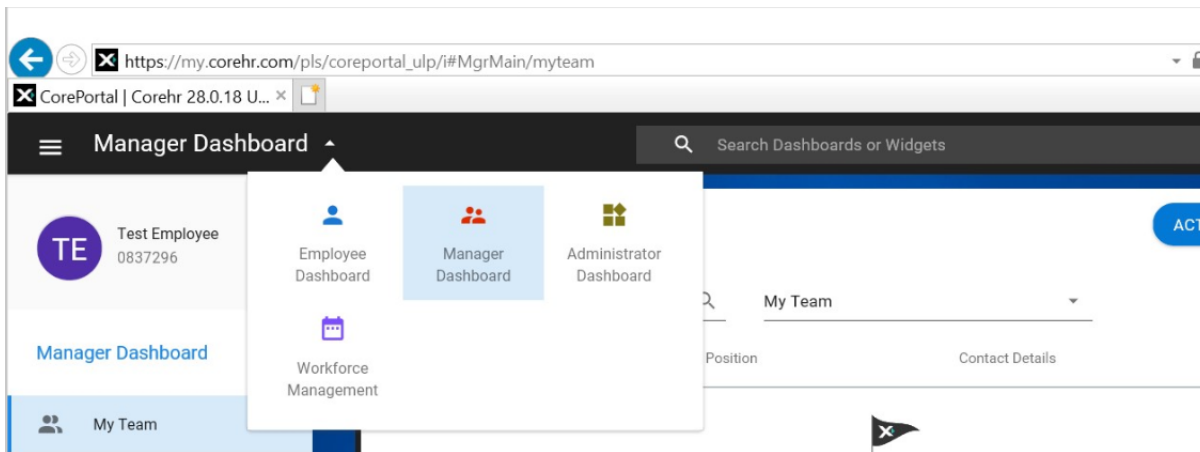 https://my.corehr.com/pls/coreportal_ulp/i#MgrMain/myteam
CorePortal | Corehr 28.0.18 U...
Manager Dashboard
Search Dashboards or Widgets
TE
Test Employee
0837296
Employee
Dashboard
Manager
Dashboard
Administrator
Dashboard
Workforce
Management
ACT
My Team
Position
Contact Details
Manager Dashboard
My Team